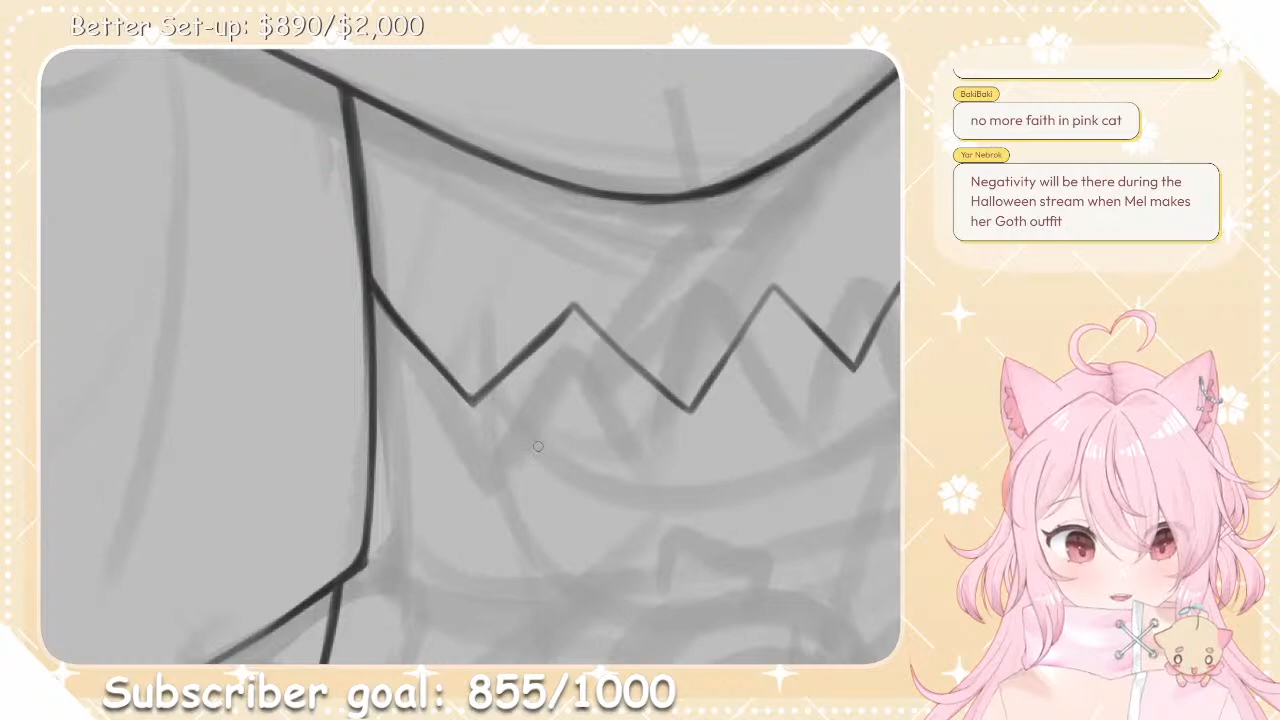 Better Set-up: $890/$2,000
BakiBaki
no more faith in pink cat
Yar Nebrok
Negativity will be there during the
Halloween stream when Mel makes
her Goth outfit
Subscriber goal: 855/1000